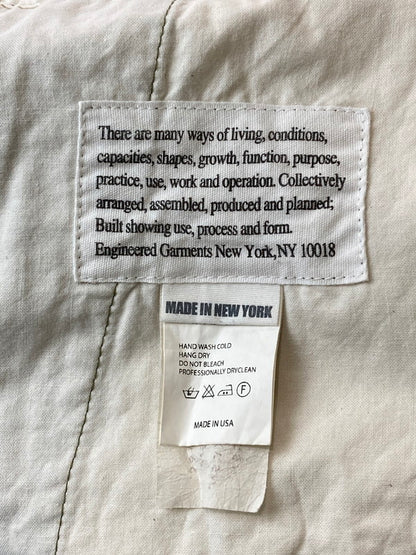 There are many ways of living, conditions,
capacities, shapes, growth, function, purpose,
practice, use, work and operation. Collectively
arranged, assembled, produced and planned;
Built showing use, process and form.
Engineered Garments New York, NY 10018
MADE IN NEW YORK
HAND WASH COLD
HANG DRY
DO NOT BLEACH
PROFESSIONALLY DRYCLEAN
F
MADE IN USA